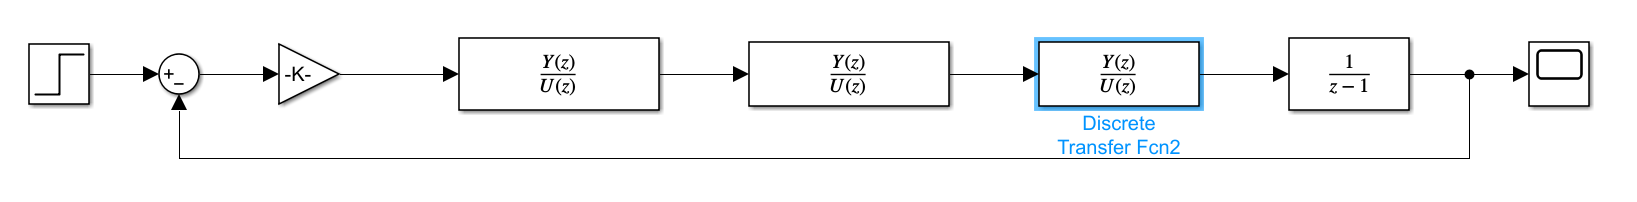 +
−
-K-
Y(z)
U(z)
Y(z)
U(z)
Y(z)
U(z)
1
z − 1
Discrete
Transfer Fcn2